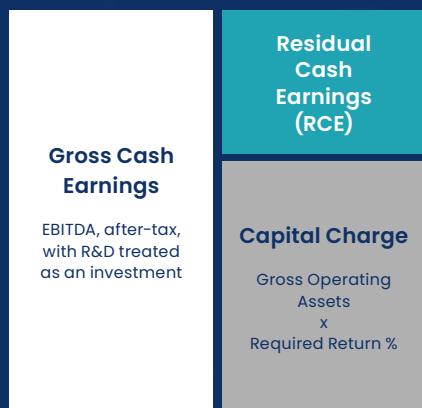 Gross Cash
Earnings
EBITDA, after-tax,
with R&D treated
as an investment
Residual
Cash
Earnings
(RCE)
Capital Charge
Gross Operating
Assets
x
Required Return %